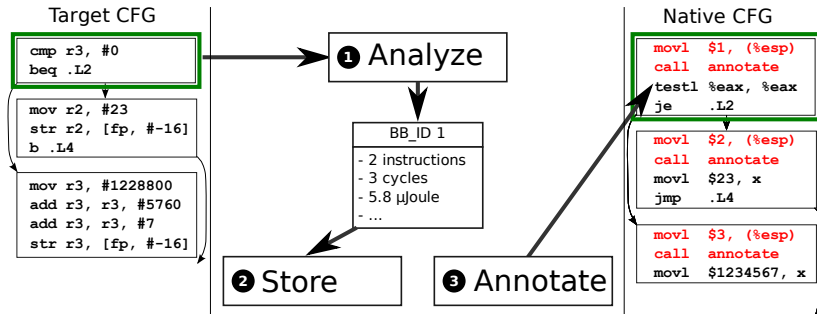 Target CFG
cmp r3, #0
beq .L2
mov r2, #23
str r2, [fp, #-16]
b .L4
mov r3, #1228800
add r3, r3, #5760
add r3, r3, #7
str r3, [fp, #-16]
❶ Analyze
BB_ID 1
- 2 instructions
- 3 cycles
- 5.8 µJoule
- ...
❷ Store
❸ Annotate
Native CFG
movl $1, (%esp)
call annotate
testl %eax, %eax
je .L2
movl $2, (%esp)
call annotate
movl $23, x
jmp .L4
movl $3, (%esp)
call annotate
movl $1234567, x